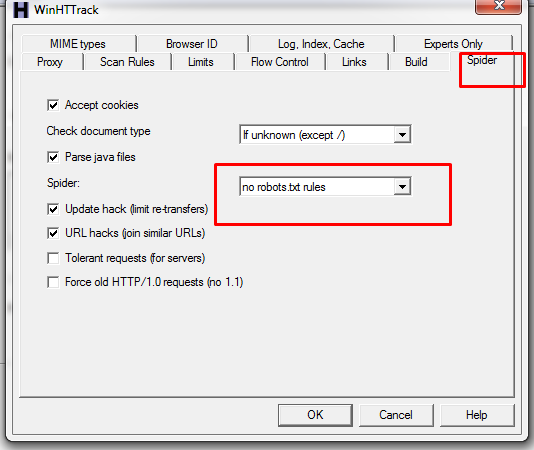 WinHTTrack
MIME types Browser ID Log, Index, Cache Experts Only
Proxy Scan Rules Limits Flow Control Links Build Spider
Accept cookies
Check document type If unknown (except /)
Parse java files
Spider: no robots.txt rules
Update hack (limit re-transfers)
URL hacks (join similar URLs)
Tolerant requests (for servers)
Force old HTTP/1.0 requests (no 1.1)
OK Cancel Help